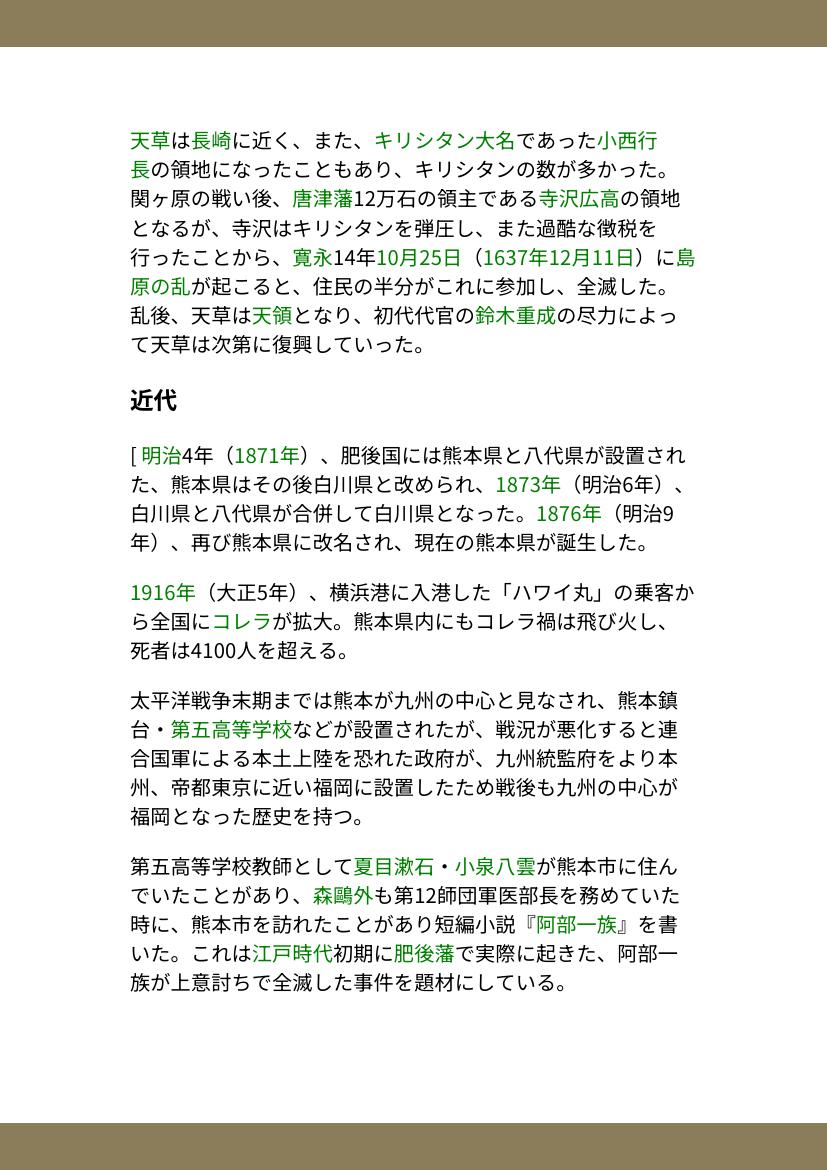 天草は長崎に近く、また、キリシタン大名であった小西行
長の領地になったこともあり、キリシタンの数が多かった。
関ヶ原の戦い後、唐津藩12万石の領主である寺沢広高の領地
となるが、寺沢はキリシタンを弾圧し、また過酷な徴税を
行ったことから、寛永14年10月25日（1637年12月11日）に島
原の乱が起こると、住民の半分がこれに参加し、全滅した。
乱後、天草は天領となり、初代代官の鈴木重成の尽力によっ
て天草は次第に復興していった。
近代
[ 明治4年（1871年）、肥後国には熊本県と八代県が設置され
た、熊本県はその後白川県と改められ、1873年（明治6年）、
白川県と八代県が合併して白川県となった。1876年（明治9
年）、再び熊本県に改名され、現在の熊本県が誕生した。
1916年（大正5年）、横浜港に入港した「ハワイ丸」の乗客か
ら全国にコレラが拡大。熊本県内にもコレラ禍は飛び火し、
死者は4100人を超える。
太平洋戦争末期までは熊本が九州の中心と見なされ、熊本鎮
台・第五高等学校などが設置されたが、戦況が悪化すると連
合国軍による本土上陸を恐れた政府が、九州統監府をより本
州、帝都東京に近い福岡に設置したため戦後も九州の中心が
福岡となった歴史を持つ。
第五高等学校教師として夏目漱石・小泉八雲が熊本市に住ん
でいたことがあり、森鷗外も第12師団軍医部長を務めていた
時に、熊本市を訪れたことがあり短編小説『阿部一族』を書
いた。これは江戸時代初期に肥後藩で実際に起きた、阿部一
族が上意討ちで全滅した事件を題材にしている。